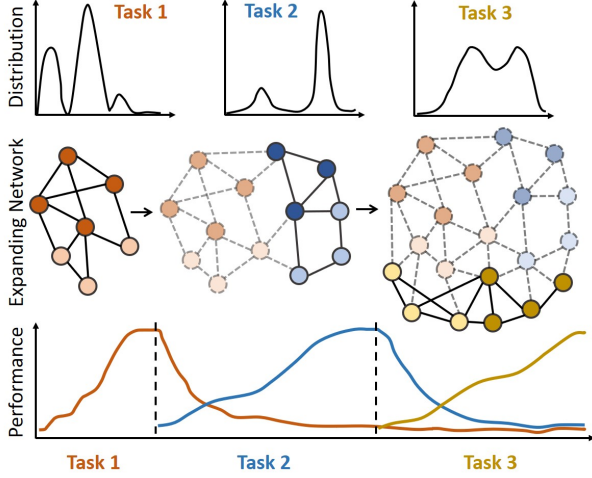 Distribution
Task 1
Task 2
Task 3
Expanding Network
Performance
Task 1
Task 2
Task 3